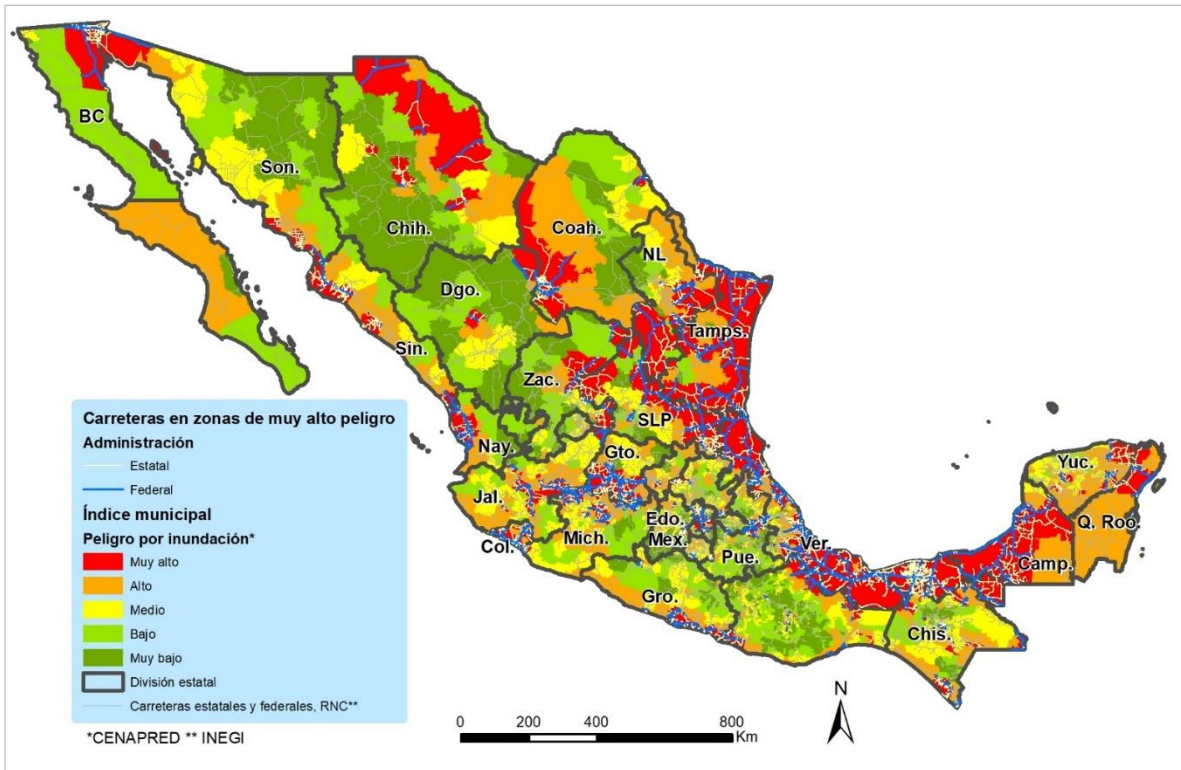 BC
Son.
Chih.
Coah.
NL
Dgo.
Tamps.
Sin.
Zac.
SLP
Nay.
Gto.
Yuc.
Jal.
Edo.
Mex.
Q. Roo.
Col.
Mich.
Pue.
Ver.
Camp.
Gro.
Chis.
Carreteras en zonas de muy alto peligro
Administración
Estatal
Federal
Índice municipal
Peligro por inundación*
Muy alto
Alto
Medio
Bajo
Muy bajo
División estatal
Carreteras estatales y federales, RNC**
*CENAPRED ** INEGI
N
0 200 400 800
Km